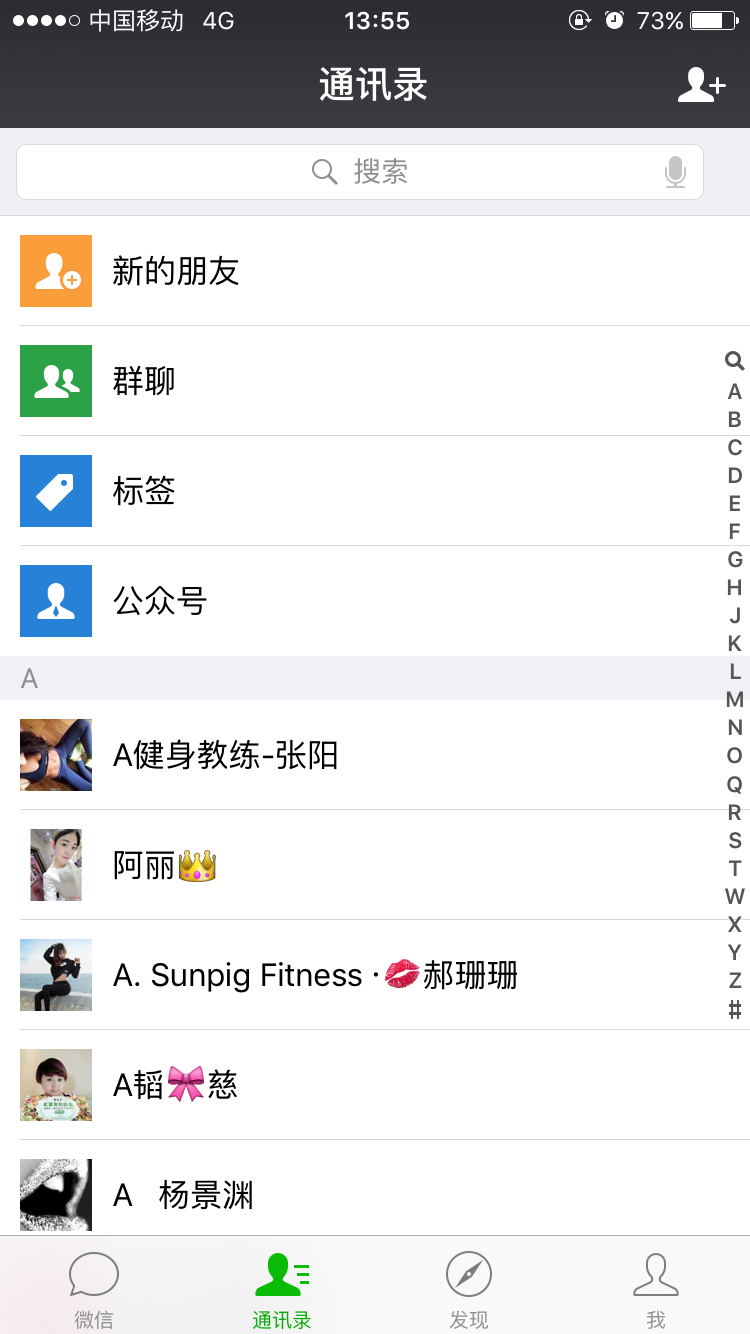 中国移动 4G 13:55 73%
通讯录
搜索
新的朋友
群聊
标签
公众号
A
A健身教练-张阳
阿丽👑
A. Sunpig Fitness ·💋郝珊珊
A韬🎀慈
A 杨景渊
A
B
C
D
E
F
G
H
J
K
L
M
N
O
Q
R
S
T
W
X
Y
Z
#
微信 通讯录 发现 我